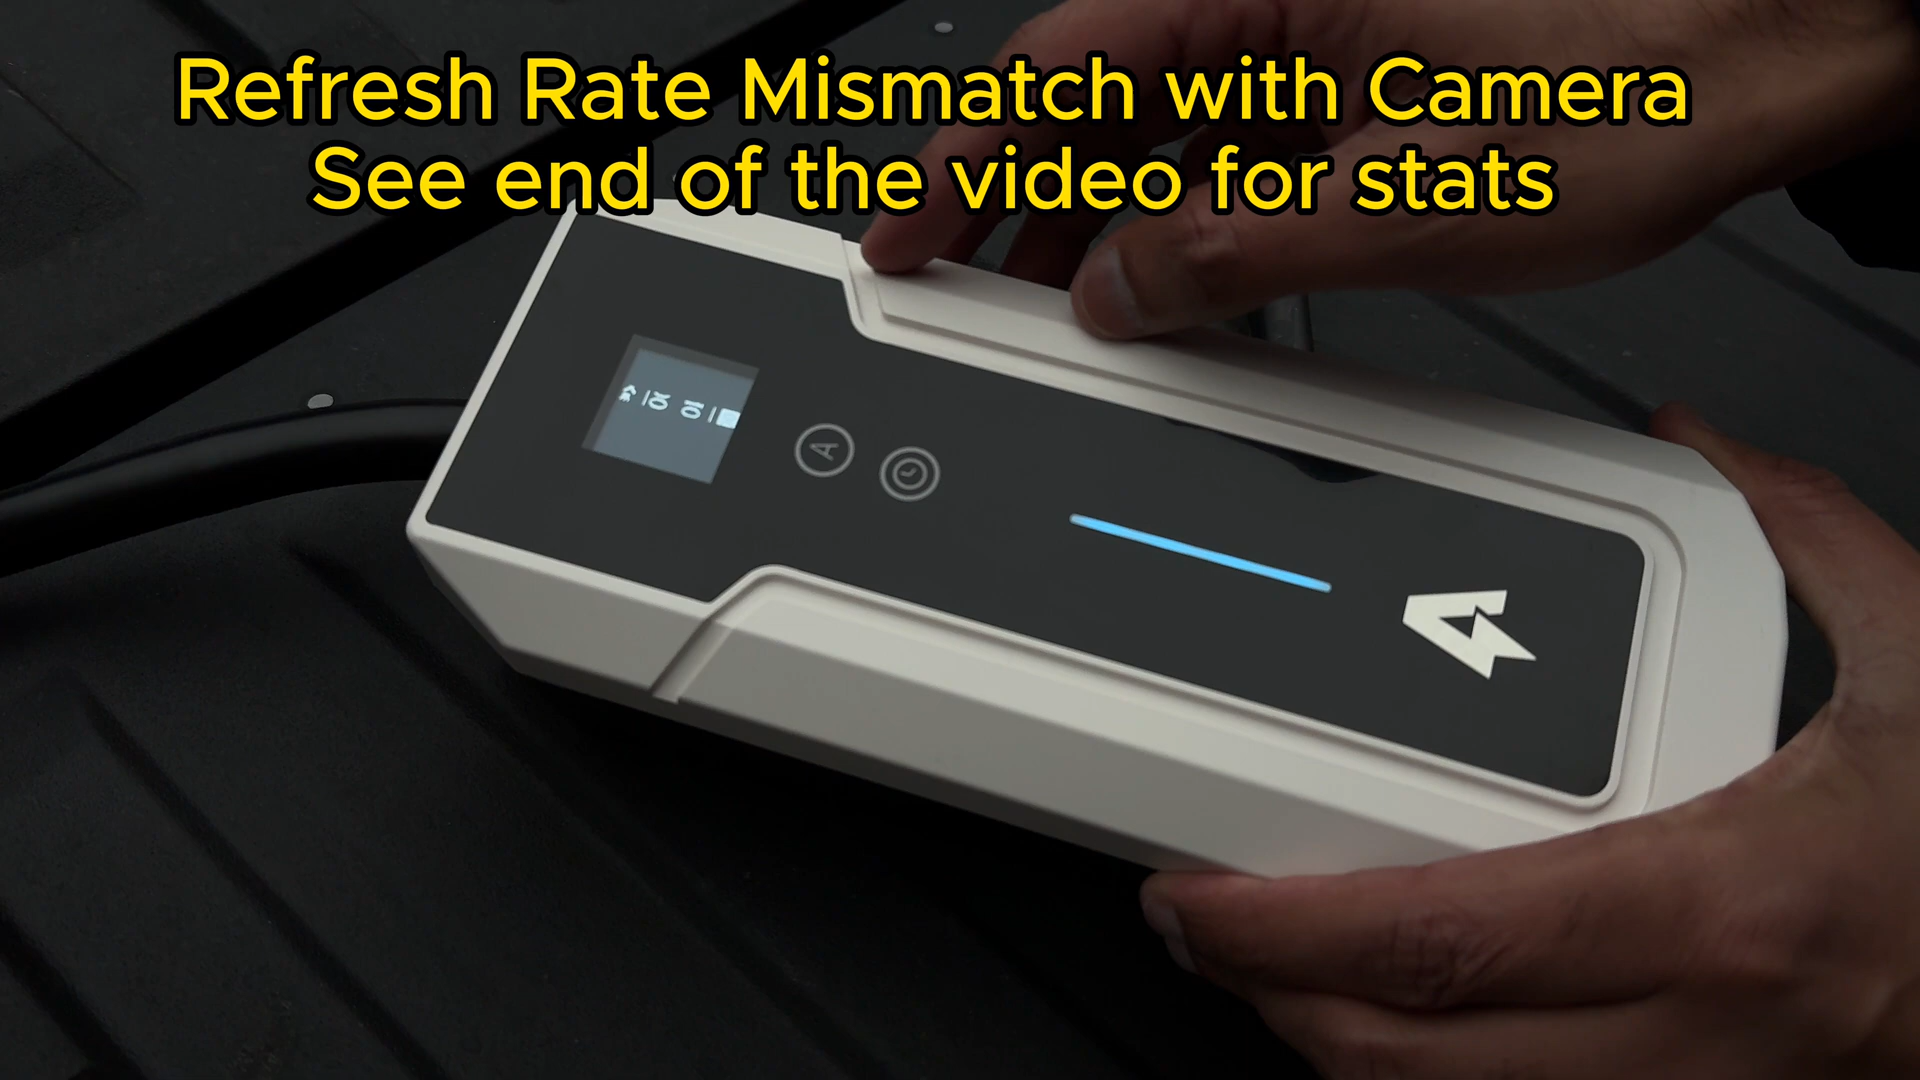 Refresh Rate Mismatch with Camera
See end of the video for stats
A